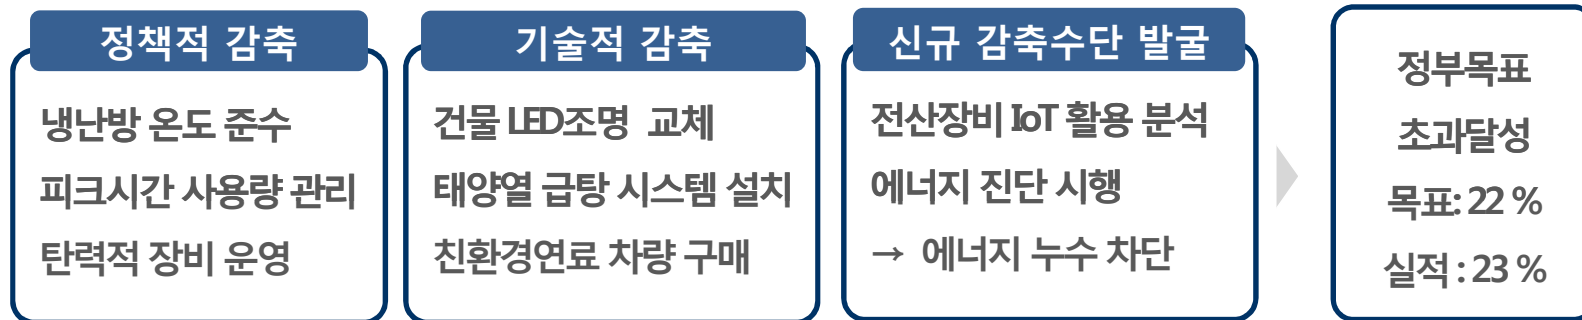 정책적 감축
냉난방 온도 준수
피크시간 사용량 관리
탄력적 장비 운영
기술적 감축
건물 LED조명 교체
태양열 급탕 시스템 설치
친환경연료 차량 구매
신규 감축수단 발굴
전산장비 IoT 활용 분석
에너지 진단 시행
→ 에너지 누수 차단
정부목표
초과달성
목표: 22 %
실적 : 23 %